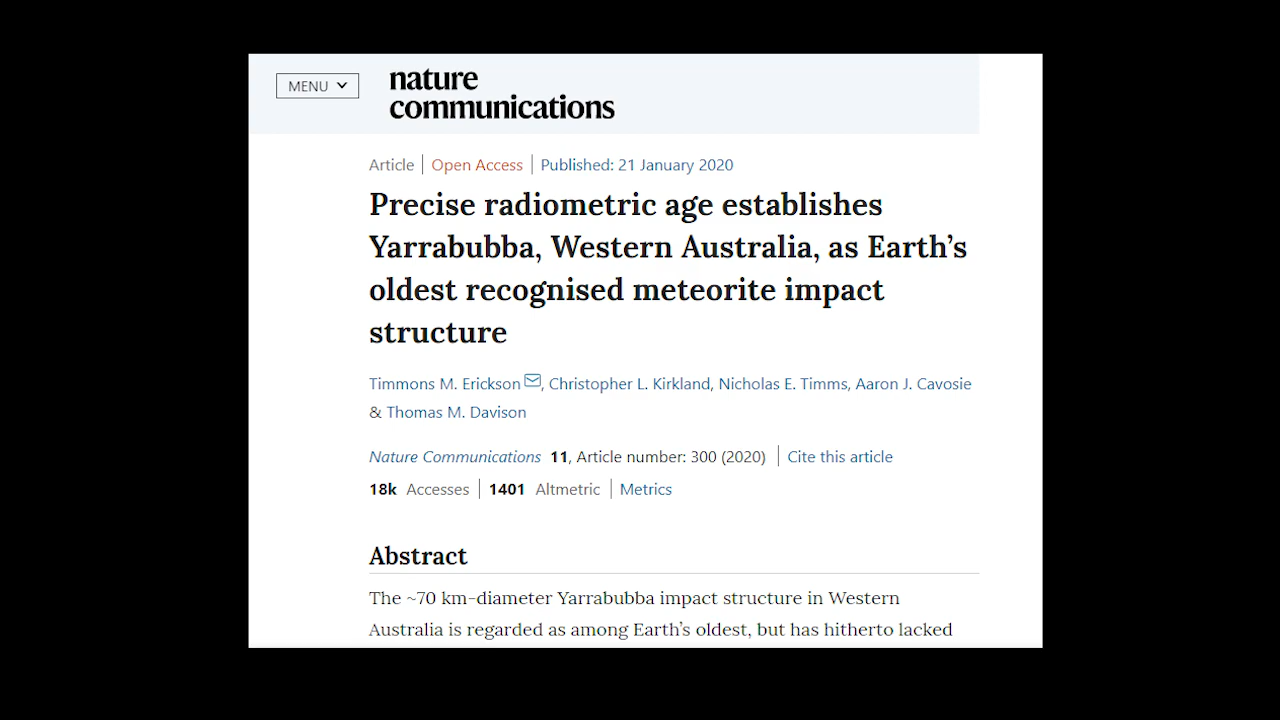 MENU
nature
communications
Article | Open Access | Published: 21 January 2020
Precise radiometric age establishes
Yarrabubba, Western Australia, as Earth’s
oldest recognised meteorite impact
structure
Timmons M. Erickson, Christopher L. Kirkland, Nicholas E. Timms, Aaron J. Cavosie
& Thomas M. Davison
Nature Communications 11, Article number: 300 (2020) | Cite this article
18k Accesses | 1401 Altmetric | Metrics
Abstract
The ~70 km-diameter Yarrabubba impact structure in Western
Australia is regarded as among Earth’s oldest, but has hitherto lacked